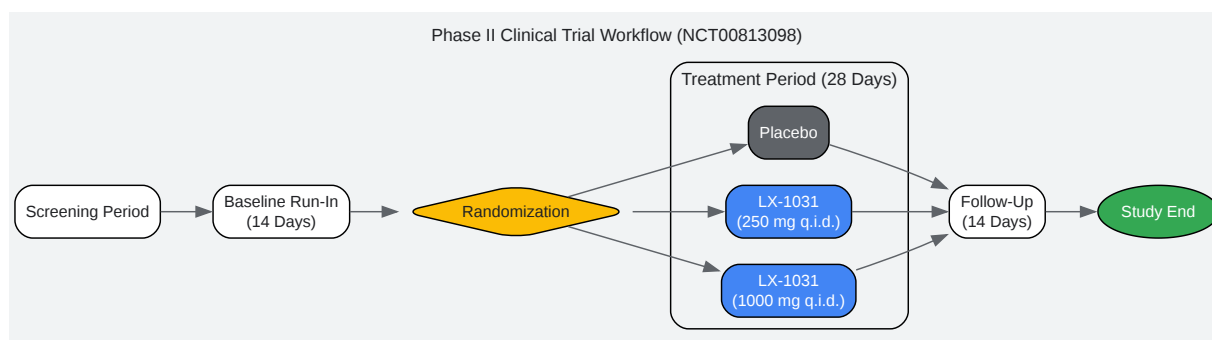 Phase II Clinical Trial Workflow (NCT00813098)
Treatment Period (28 Days)
Screening Period
Baseline Run-In
(14 Days)
Randomization
Placebo
LX-1031
(250 mg q.i.d.)
LX-1031
(1000 mg q.i.d.)
Follow-Up
(14 Days)
Study End